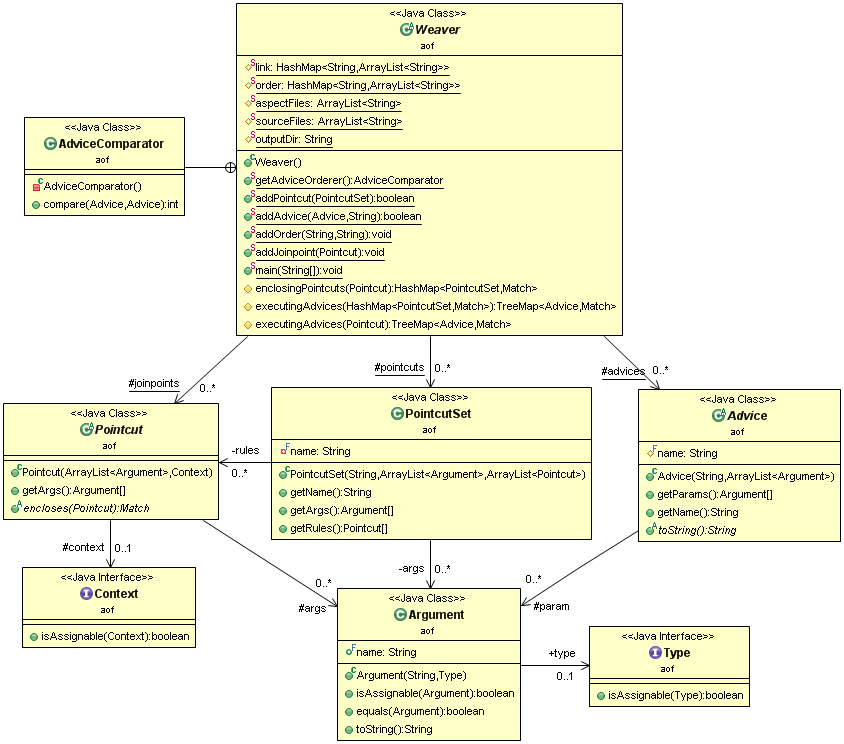 <<Java Class>>
Weaver
aof
link: HashMap<String,ArrayList<String>>
order: HashMap<String,ArrayList<String>>
aspectFiles: ArrayList<String>
sourceFiles: ArrayList<String>
outputDir: String
Weaver()
getAdviceOrderer():AdviceComparator
addPointcut(PointcutSet):boolean
addAdvice(Advice,String):boolean
addOrder(String,String):void
addJoinpoint(Pointcut):void
main(String[]):void
enclosingPointcuts(Pointcut):HashMap<PointcutSet,Match>
executingAdvices(HashMap<PointcutSet,Match>):TreeMap<Advice,Match>
executingAdvices(Pointcut):TreeMap<Advice,Match>
<<Java Class>>
AdviceComparator
aof
AdviceComparator()
compare(Advice,Advice):int
#joinpoints
0..*
#pointcuts
0..*
#advices
0..*
<<Java Class>>
Pointcut
aof
Pointcut(ArrayList<Argument>,Context)
getArgs():Argument[]
encloses(Pointcut):Match
-rules
0..*
<<Java Class>>
PointcutSet
aof
name: String
PointcutSet(String,ArrayList<Argument>,ArrayList<Pointcut>)
getName():String
getArgs():Argument[]
getRules():Pointcut[]
<<Java Class>>
Advice
aof
name: String
Advice(String,ArrayList<Argument>)
getParams():Argument[]
getName():String
toString():String
#context
0..1
<<Java Interface>>
Context
aof
isAssignable(Context):boolean
#args
0..*
-args
0..*
#param
0..*
<<Java Class>>
Argument
aof
name: String
Argument(String,Type)
isAssignable(Argument):boolean
equals(Argument):boolean
toString():String
+type
0..1
<<Java Interface>>
Type
aof
isAssignable(Type):boolean